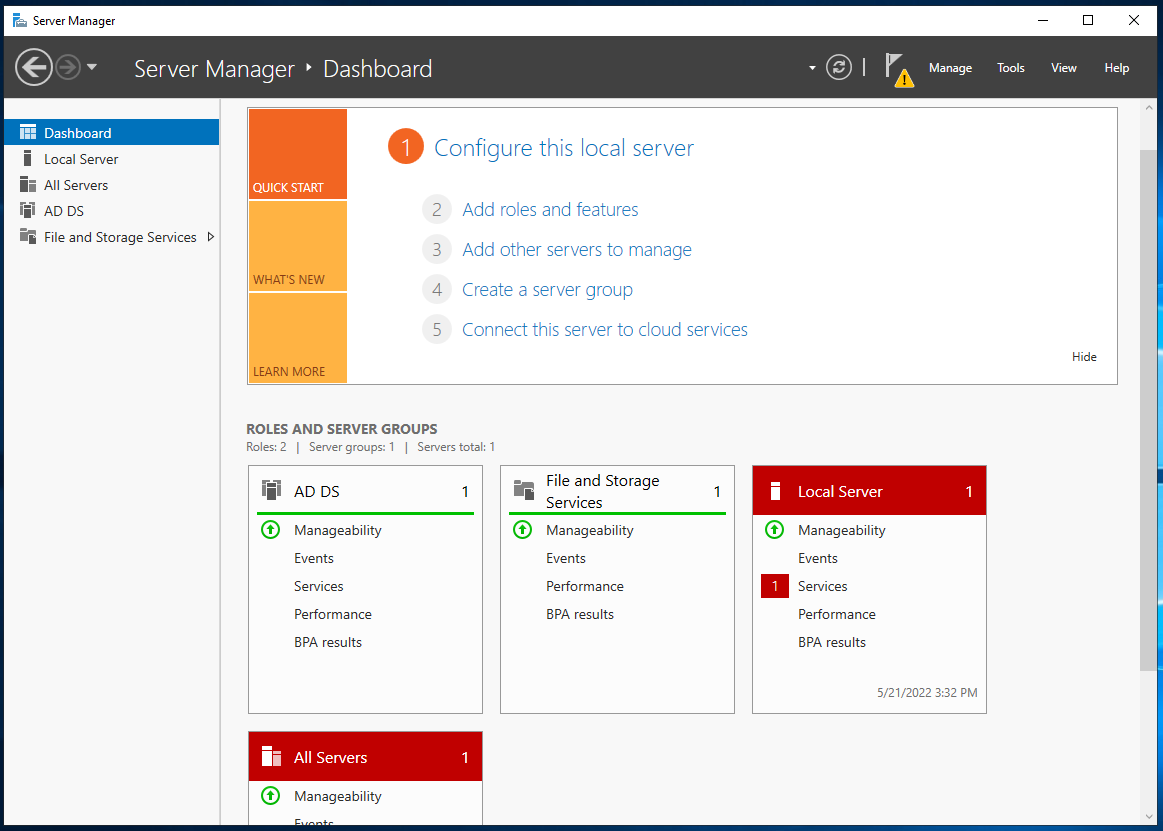 Server Manager
Server Manager ‣ Dashboard
Manage Tools View Help
Dashboard
Local Server
All Servers
AD DS
File and Storage Services
QUICK START
WHAT'S NEW
LEARN MORE
1 Configure this local server
2 Add roles and features
3 Add other servers to manage
4 Create a server group
5 Connect this server to cloud services
Hide
ROLES AND SERVER GROUPS
Roles: 2 | Server groups: 1 | Servers total: 1
AD DS 1
Manageability
Events
Services
Performance
BPA results
File and Storage
Services 1
Manageability
Events
Performance
BPA results
Local Server 1
Manageability
Events
1 Services
Performance
BPA results
5/21/2022 3:32 PM
All Servers 1
Manageability
Events